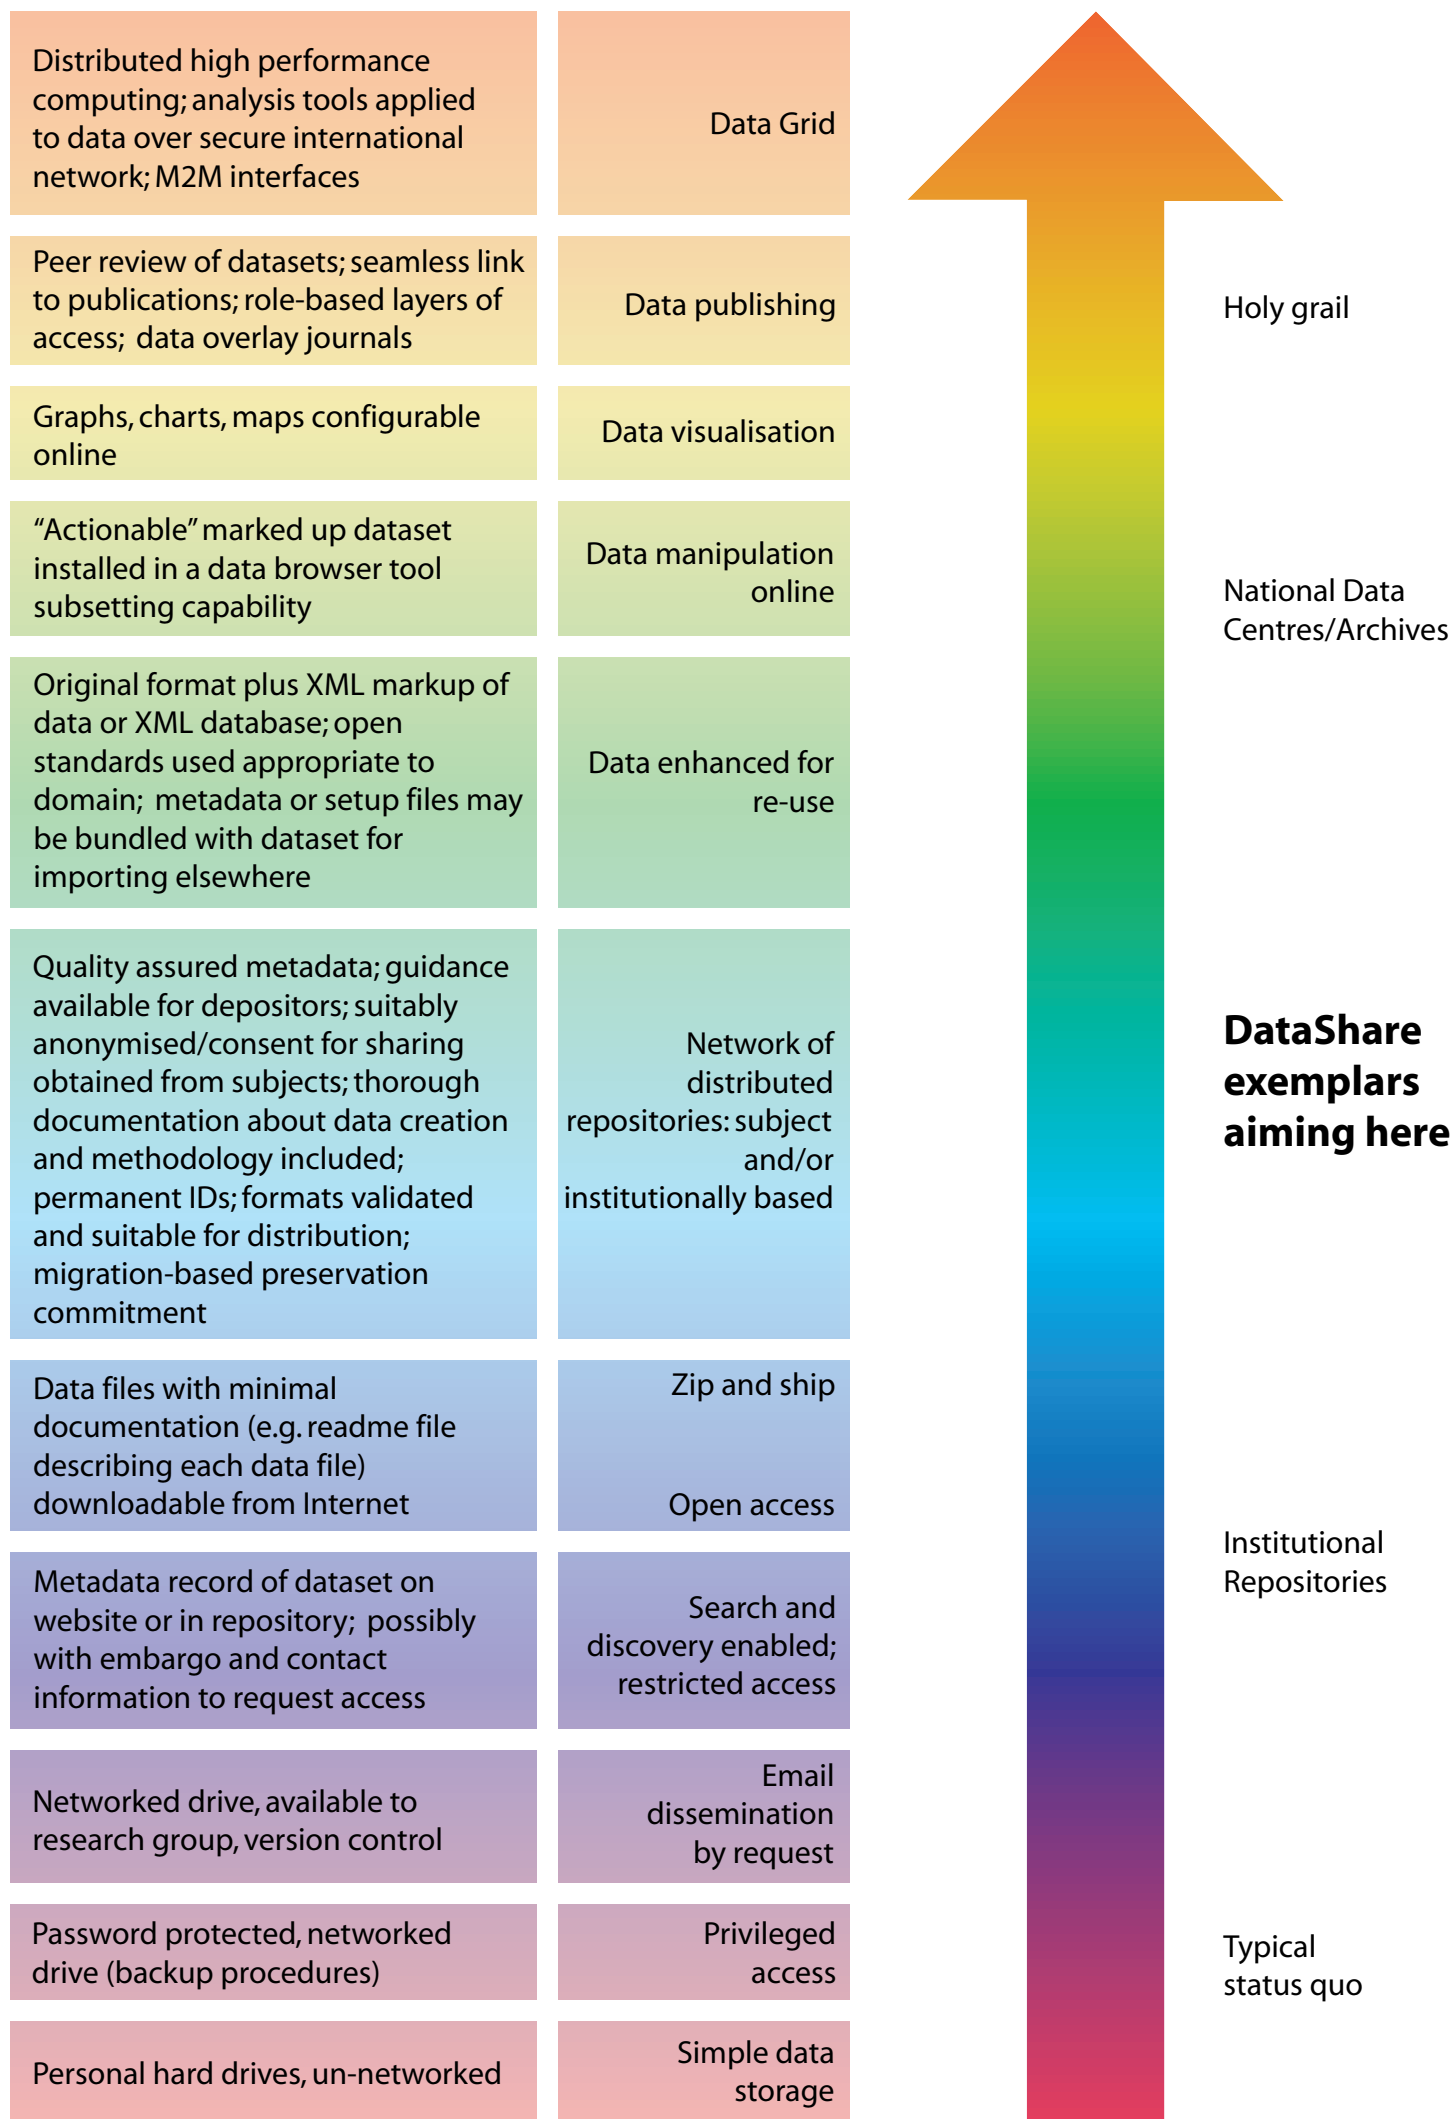 Distributed high performance
computing; analysis tools applied
to data over secure international
network; M2M interfaces
Data Grid
Peer review of datasets; seamless link
to publications; role-based layers of
access; data overlay journals
Data publishing
Holy grail
Graphs, charts, maps configurable
online
Data visualisation
“Actionable” marked up dataset
installed in a data browser tool
subsetting capability
Data manipulation
online
National Data
Centres/Archives
Original format plus XML markup of
data or XML database; open
standards used appropriate to
domain; metadata or setup files may
be bundled with dataset for
importing elsewhere
Data enhanced for
re-use
Quality assured metadata; guidance
available for depositors; suitably
anonymised/consent for sharing
obtained from subjects; thorough
documentation about data creation
and methodology included;
permanent IDs; formats validated
and suitable for distribution;
migration-based preservation
commitment
Network of
distributed
repositories: subject
and/or
institutionally based
DataShare
exemplars
aiming here
Data files with minimal
documentation (e.g. readme file
describing each data file)
downloadable from Internet
Zip and ship
Open access
Institutional
Repositories
Metadata record of dataset on
website or in repository; possibly
with embargo and contact
information to request access
Search and
discovery enabled;
restricted access
Networked drive, available to
research group, version control
Email
dissemination
by request
Password protected, networked
drive (backup procedures)
Privileged
access
Typical
status quo
Personal hard drives, un-networked
Simple data
storage